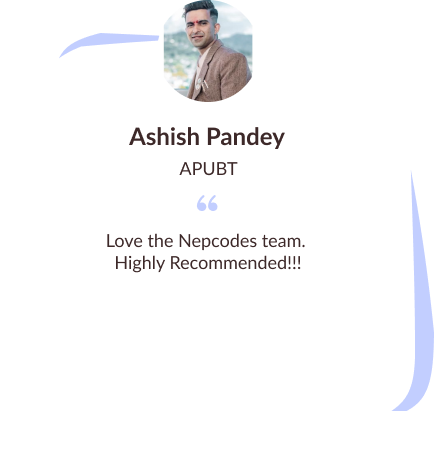 Ashish Pandey
APUBT
“
Love the Nepcodes team.
Highly Recommended!!!